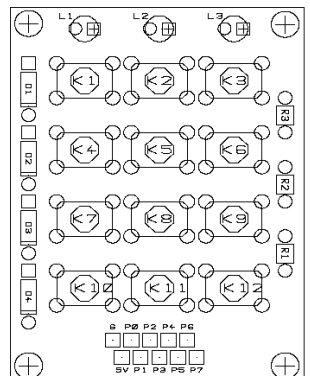 L1 L2 L3
K1 K2 K3
D1
R3
K4 K5 K6
D2
R2
K7 K8 K9
D3
R1
K10 K11 K12
D4
G P0 P2 P4 P6
5V P1 P3 P5 P7